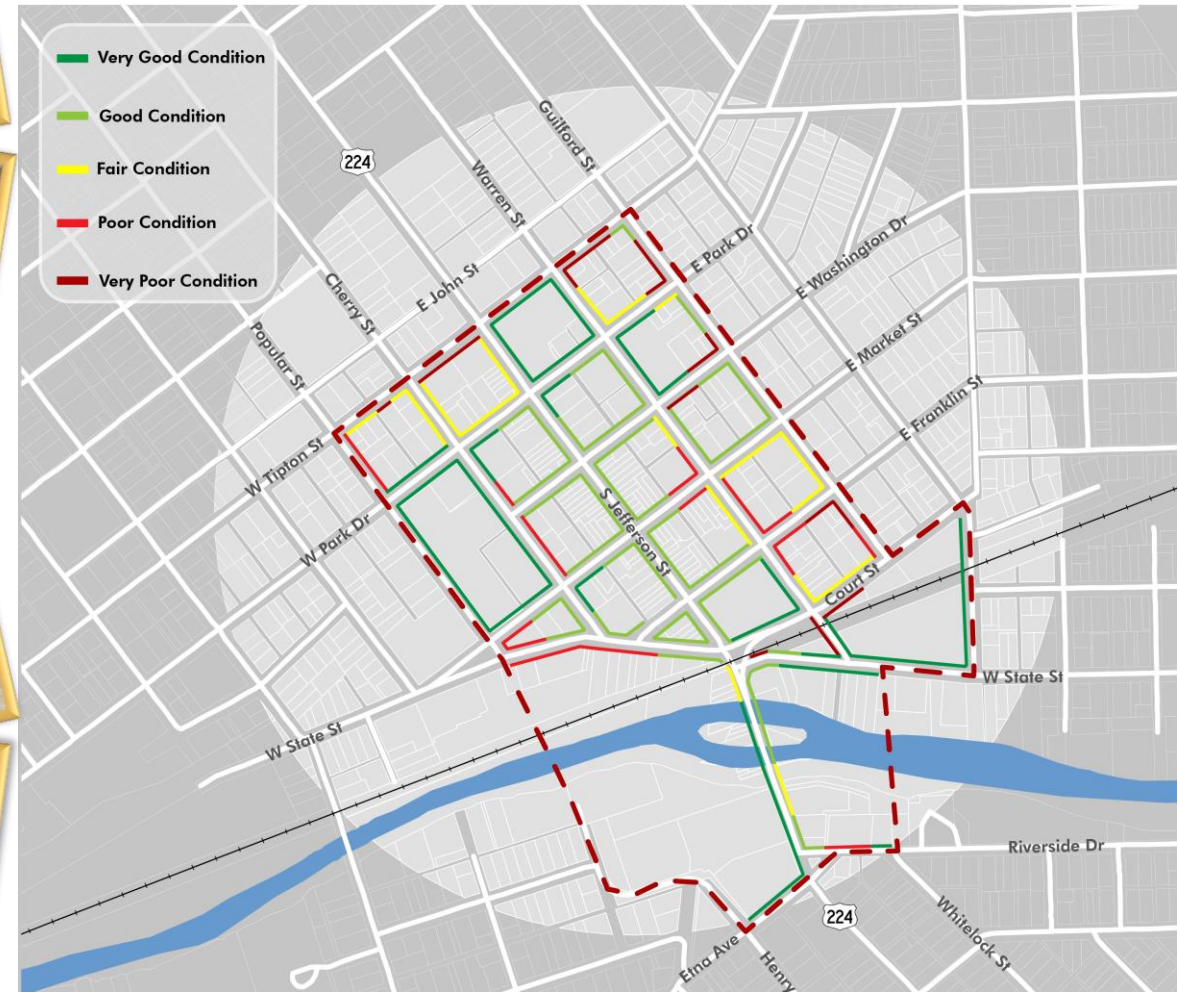 Very Good Condition
Good Condition
Fair Condition
Poor Condition
Very Poor Condition
224
Guilford St
Warren St
E Park Dr
E Washington Dr
Cherry St
E John St
Popular St
E Market St
E Franklin St
W Tipton St
W Park Dr
S Jefferson St
Court St
W State St
W State St
Riverside Dr
224
Whitelock St
Etna Ave
Henry